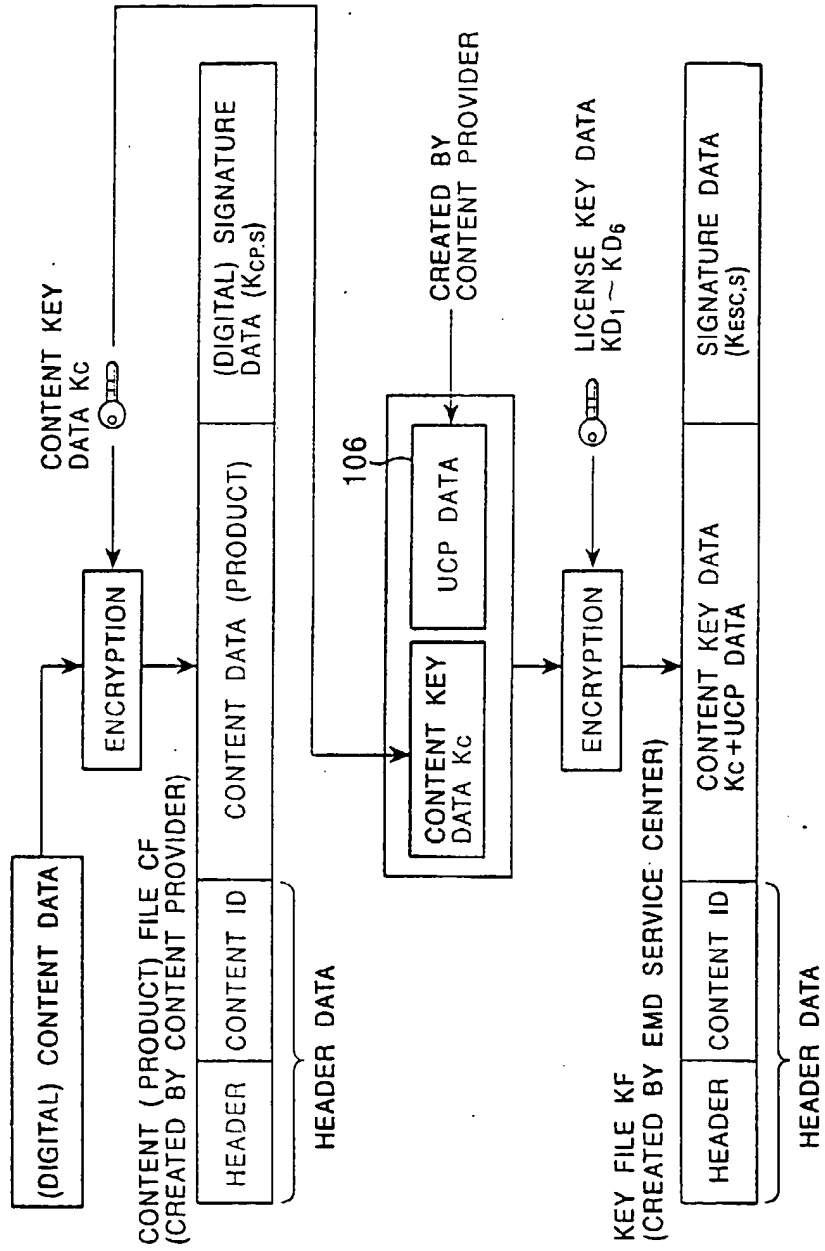 (DIGITAL) CONTENT DATA
ENCRYPTION
CONTENT KEY
DATA Kc
CONTENT (PRODUCT) FILE CF
(CREATED BY CONTENT PROVIDER)
HEADER
CONTENT ID
CONTENT DATA (PRODUCT)
(DIGITAL) SIGNATURE
DATA (KCP.S)
HEADER DATA
CONTENT KEY
DATA Kc
106
UCP DATA
CREATED BY
CONTENT PROVIDER
ENCRYPTION
LICENSE KEY DATA
KD1 ~ KD6
KEY FILE KF
(CREATED BY EMD SERVICE CENTER)
HEADER
CONTENT ID
CONTENT KEY DATA
Kc+UCP DATA
SIGNATURE DATA
(KESC,S)
HEADER DATA